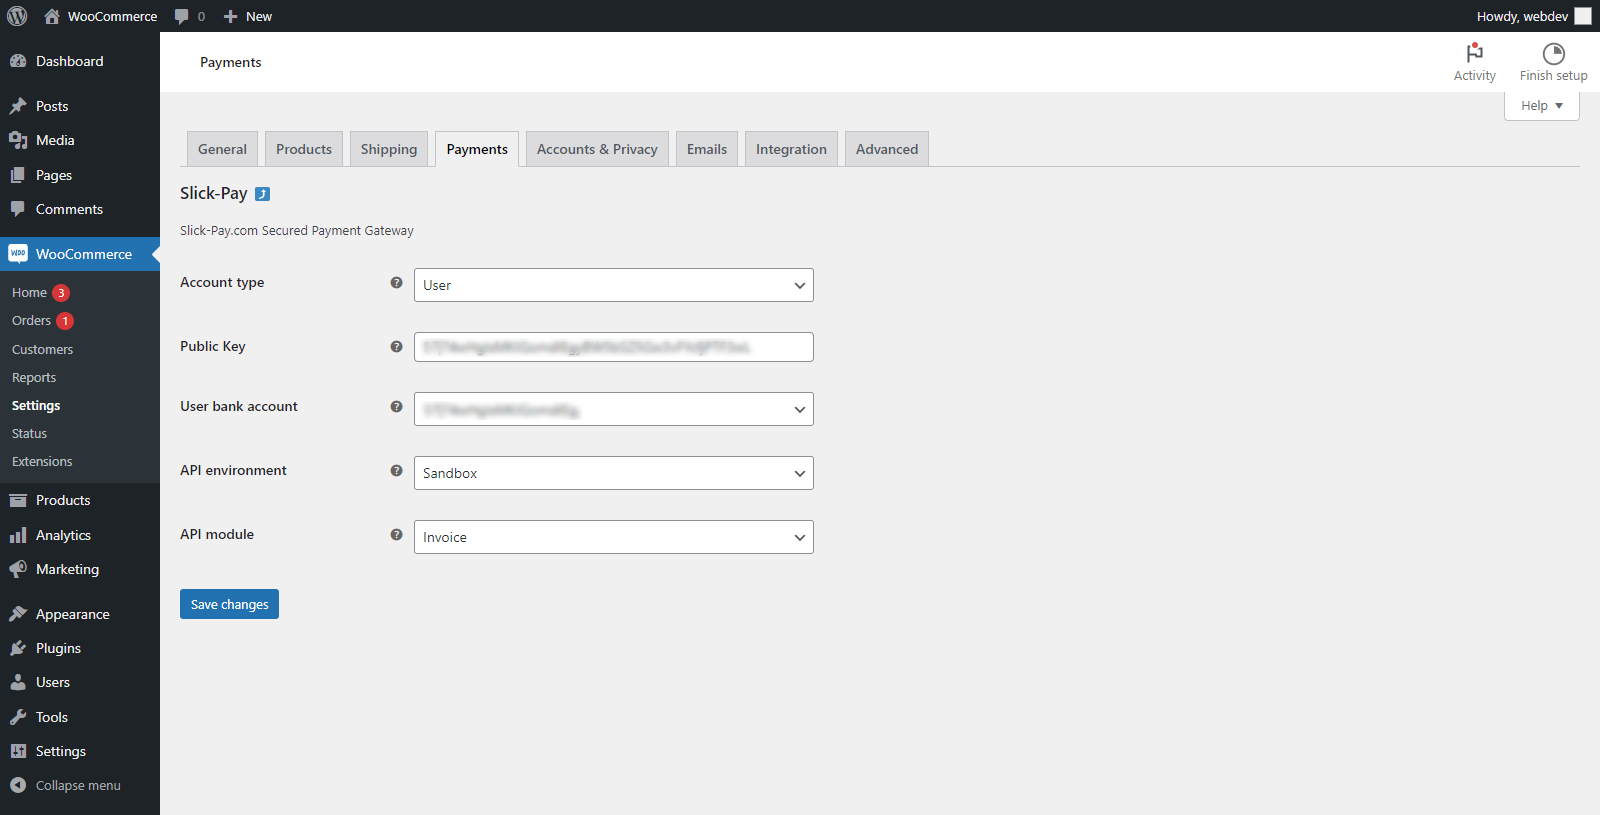 WooCommerce 0 New Howdy, webdev
Dashboard
Posts
Media
Pages
Comments
WooCommerce
Home 3
Orders 1
Customers
Reports
Settings
Status
Extensions
Products
Analytics
Marketing
Appearance
Plugins
Users
Tools
Settings
Collapse menu
Payments
Activity Finish setup
Help
General Products Shipping Payments Accounts & Privacy Emails Integration Advanced
Slick-Pay
Slick-Pay.com Secured Payment Gateway
Account type User
Public Key
User bank account
API environment Sandbox
API module Invoice
Save changes